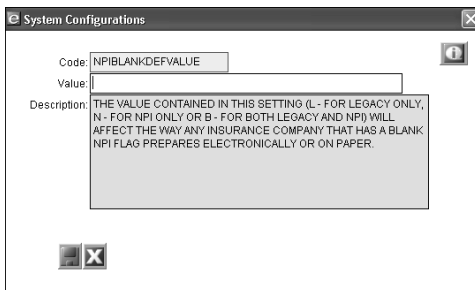 System Configurations
Code: NPIBLANKDEFVALUE
Value:
Description: THE VALUE CONTAINED IN THIS SETTING (L - FOR LEGACY ONLY,
N - FOR NPI ONLY OR B - FOR BOTH LEGACY AND NPI) WILL
AFFECT THE WAY ANY INSURANCE COMPANY THAT HAS A BLANK
NPI FLAG PREPARES ELECTRONICALLY OR ON PAPER.